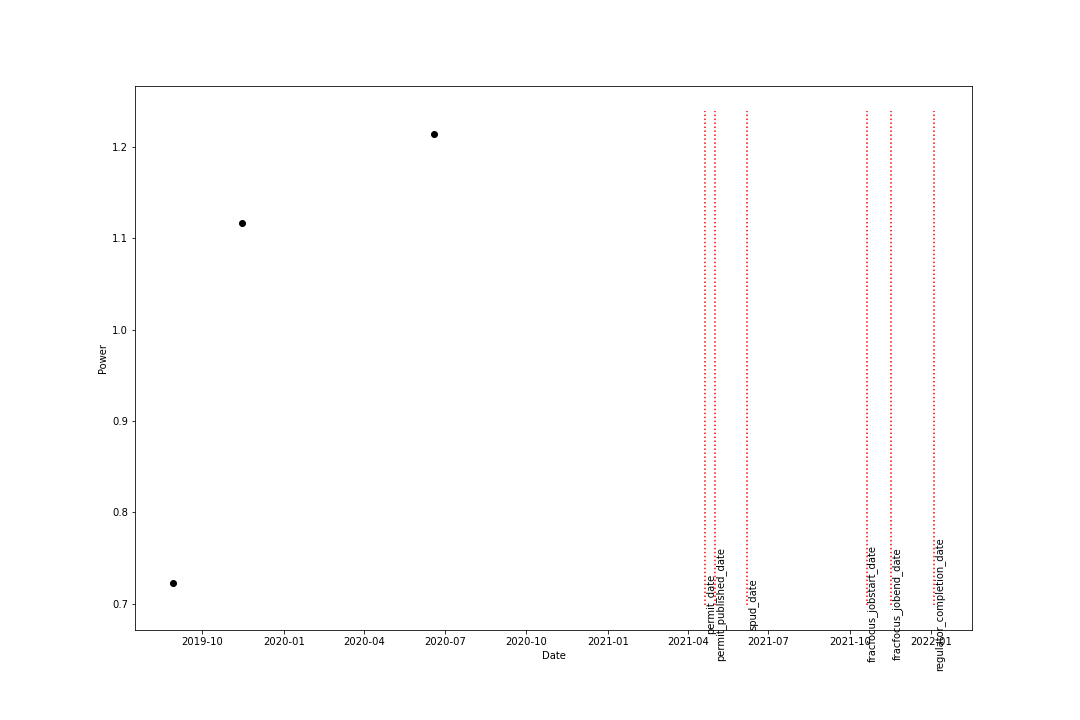 1.2
1.1
1.0
0.9
0.8
0.7
Power
permit_date
permit_published_date
spud_date
fracfocus_jobstart_date
fracfocus_jobend_date
regulator_completion_date
2019-10
2020-01
2020-04
2020-07
2020-10
2021-01
2021-04
2021-07
2021-10
2022-01
Date